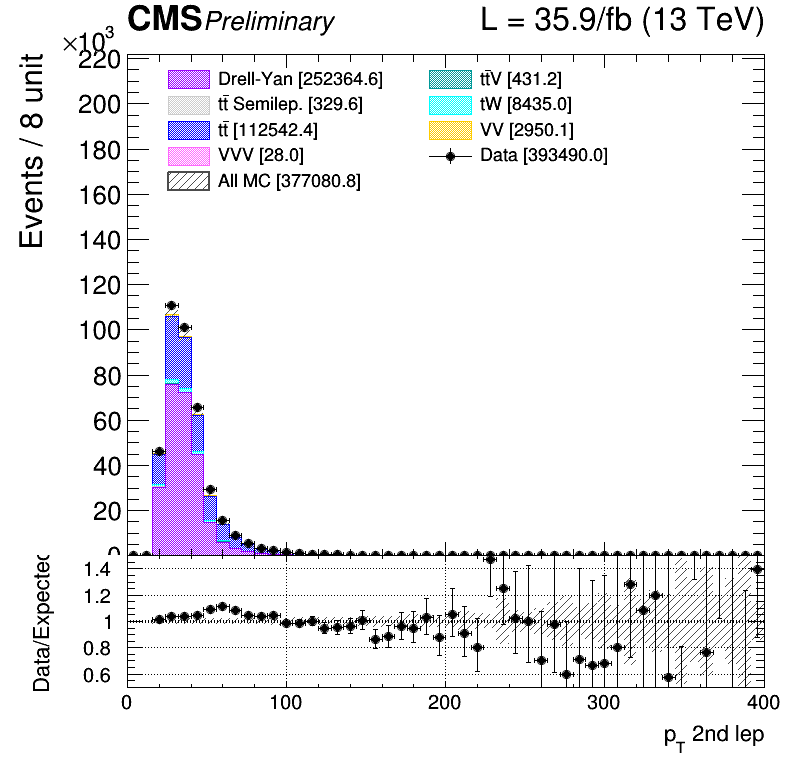 CMS Preliminary L = 35.9/fb (13 TeV)
×10³
Events / 8 unit
220
200
180
160
140
120
100
80
60
40
20
0
Drell-Yan [252364.6]
tt̄ Semilep. [329.6]
tt̄ [112542.4]
VVV [28.0]
All MC [377080.8]
tt̄V [431.2]
tW [8435.0]
VV [2950.1]
Data [393490.0]
Data/Expected
1.4
1.2
1
0.8
0.6
0 100 200 300 400
p_T 2nd lep